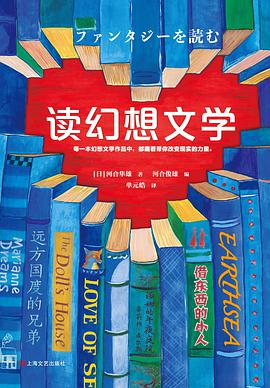 ファンタジーを読む
读幻想文学
每一本幻想文学作品中，都藏着带你改变现实的力量。
［日］河合隼雄 著 河合俊雄 编
单元皓 译
Marianne
Dreams
远方国度的兄弟
The Doll's House
LOVE OF SE
借东西的小人
EARTHSEA
上海文艺出版社